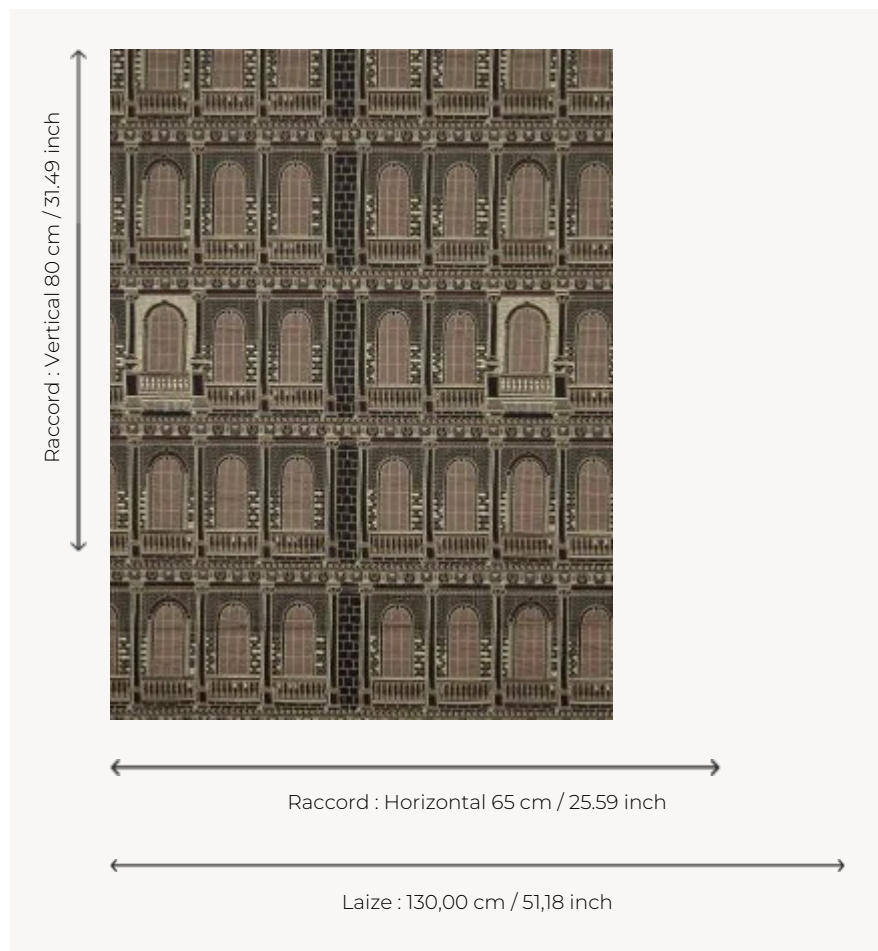 Raccord : Vertical 80 cm / 31.49 inch
Raccord : Horizontal 65 cm / 25.59 inch
Laize : 130,00 cm / 51,18 inch